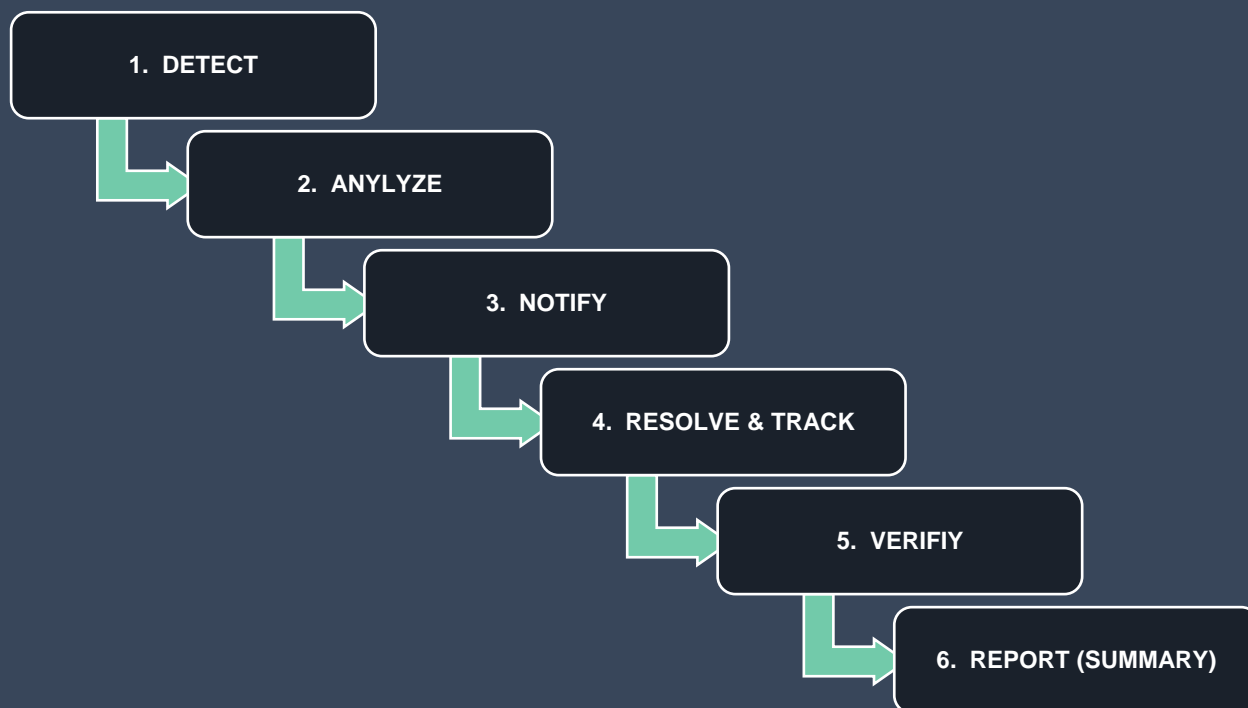 1. DETECT
2. ANYLYZE
3. NOTIFY
4. RESOLVE & TRACK
5. VERIFIY
6. REPORT (SUMMARY)